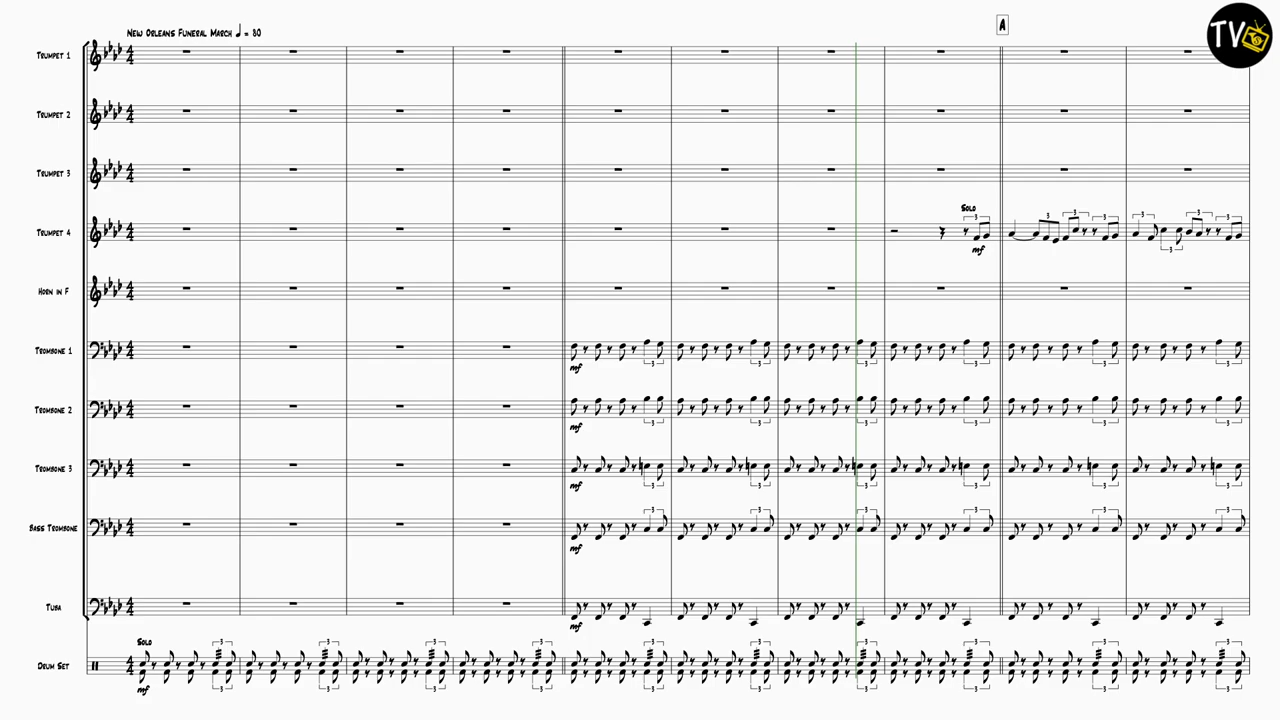 New Orleans Funeral March ♩ = 80
A
TVG
Trumpet 1
Trumpet 2
Trumpet 3
Solo
Trumpet 4
mf
Horn in F
Trombone 1
mf
Trombone 2
mf
Trombone 3
mf
Bass Trombone
mf
Tuba
mf
Solo
Drum Set
mf